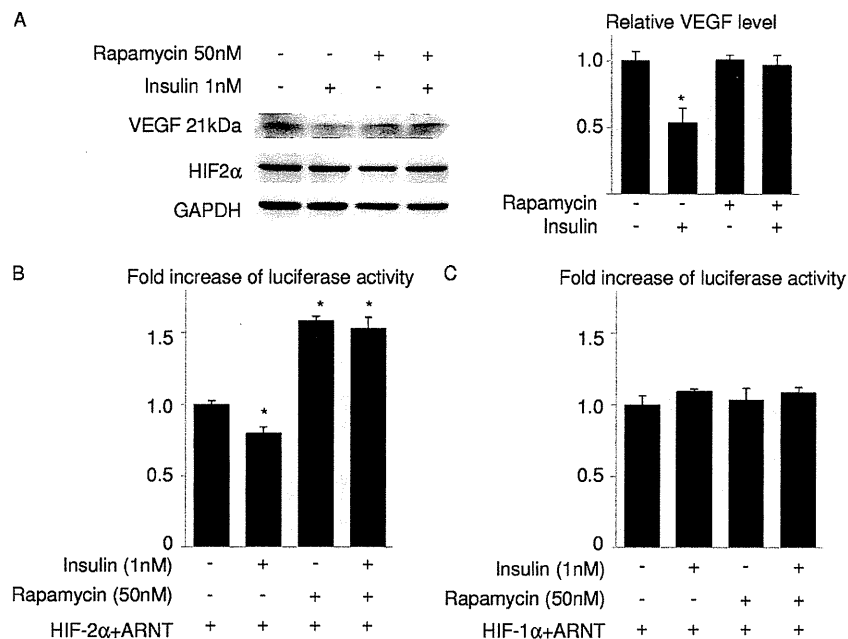 A
Rapamycin 50nM - - + +
Insulin 1nM - + - +
VEGF 21kDa
HIF2α
GAPDH
Relative VEGF level
1.0
*
0.5
Rapamycin - - + +
Insulin - + - +
B
Fold increase of luciferase activity
* *
1.5
1.0
*
0.5
0
Insulin (1nM) - + - +
Rapamycin (50nM) - - + +
HIF-2α+ARNT + + + +
C
Fold increase of luciferase activity
1.5
1.0
0.5
0
Insulin (1nM) - + - +
Rapamycin (50nM) - - + +
HIF-1α+ARNT + + + +